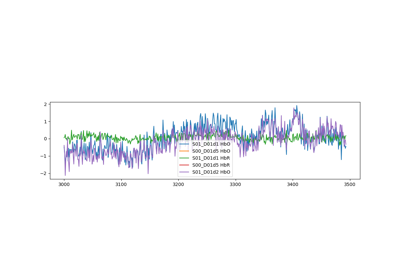 2
1
0
−1
−2
3000 3100 3200 3300 3400 3500
S01_D01d1 HbO
S00_D01d5 HbO
S01_D01d1 HbR
S00_D01d5 HbR
S01_D01d2 HbO